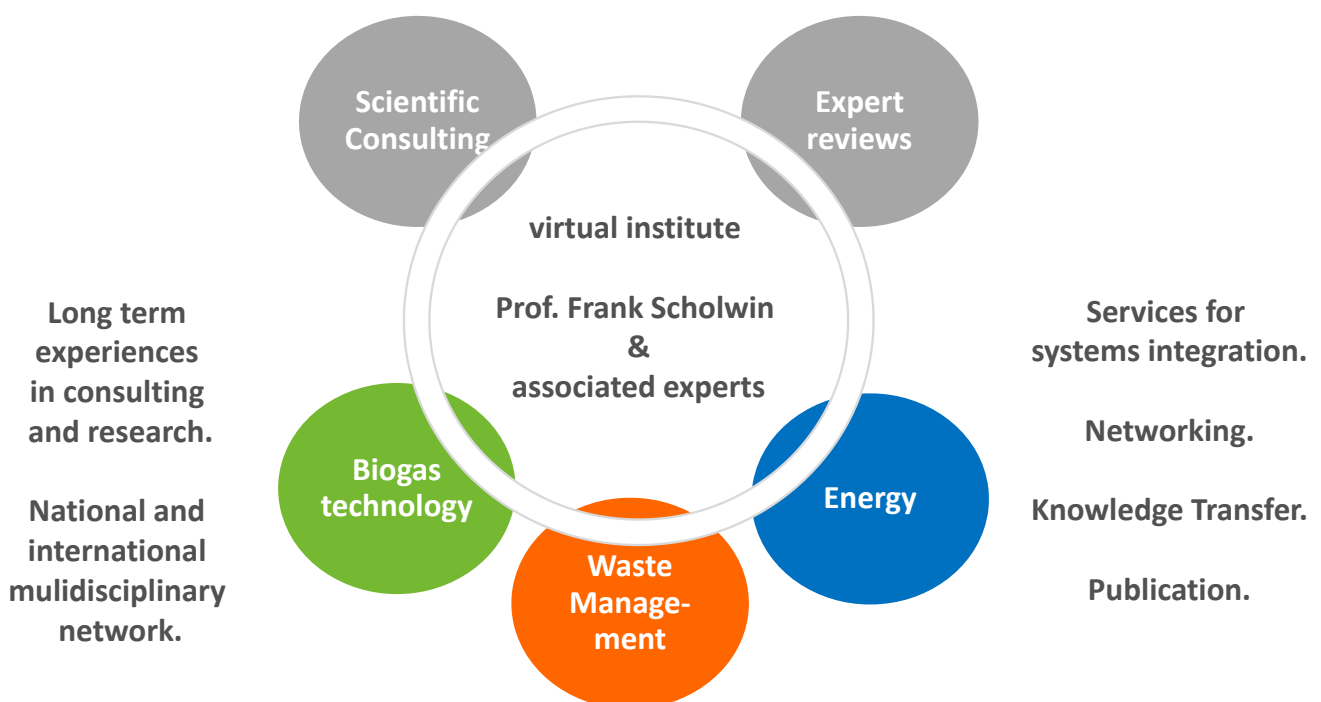 Scientific
Consulting
Expert
reviews
virtual institute
Prof. Frank Scholwin
&
associated experts
Long term
experiences
in consulting
and research.
National and
international
mulidisciplinary
network.
Biogas
technology
Waste
Manage-
ment
Energy
Services for
systems integration.
Networking.
Knowledge Transfer.
Publication.